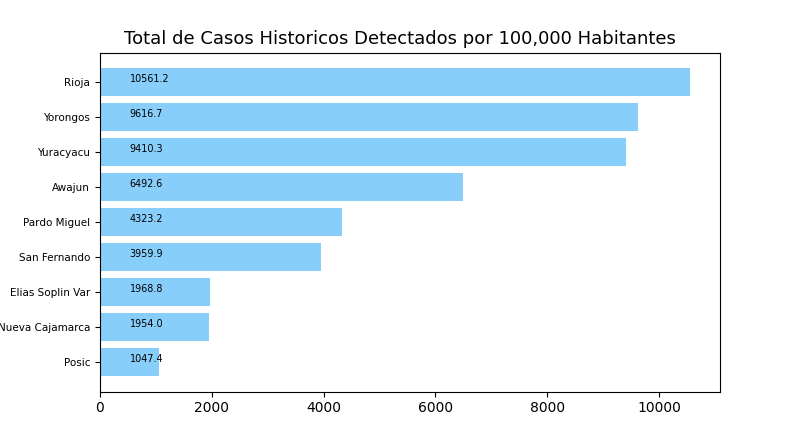 Total de Casos Historicos Detectados por 100,000 Habitantes
Rioja 10561.2
Yorongos 9616.7
Yuracyacu 9410.3
Awajun 6492.6
Pardo Miguel 4323.2
San Fernando 3959.9
Elias Soplin Var 1968.8
Nueva Cajamarca 1954.0
Posic 1047.4
0 2000 4000 6000 8000 10000